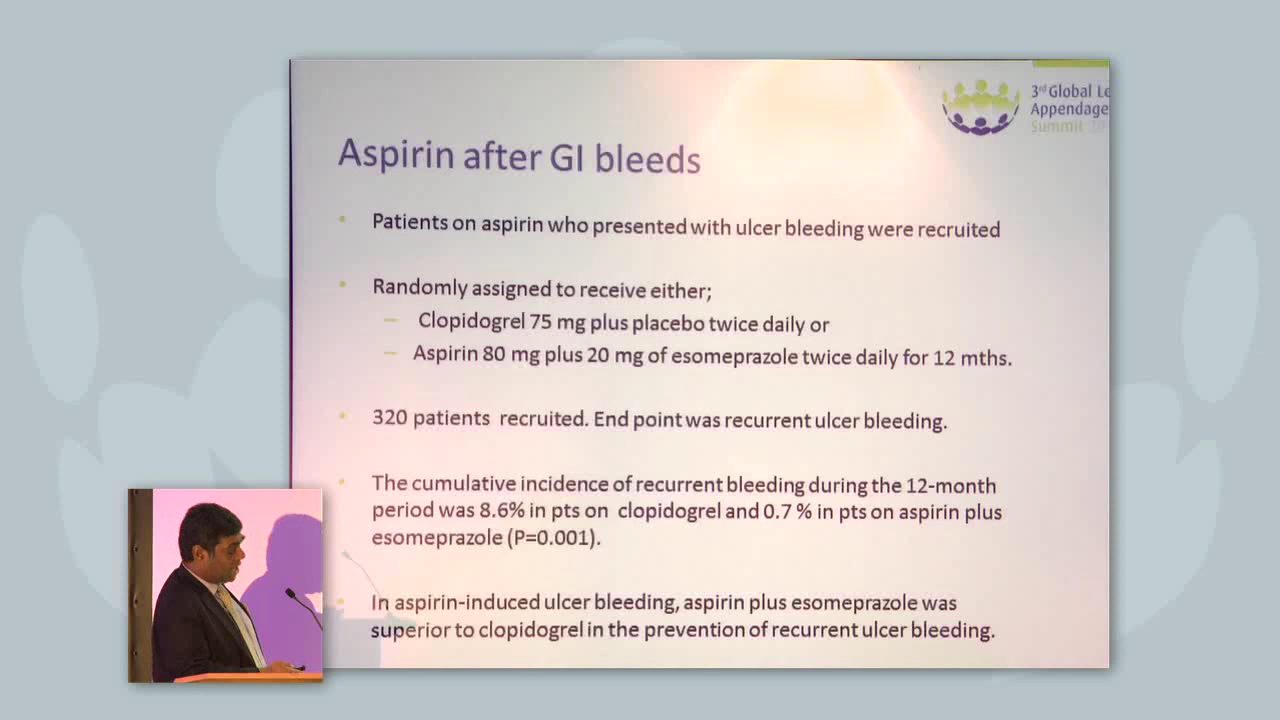 3rd Global
Appendage
Summit
Aspirin after GI bleeds
• Patients on aspirin who presented with ulcer bleeding were recruited
• Randomly assigned to receive either;
– Clopidogrel 75 mg plus placebo twice daily or
– Aspirin 80 mg plus 20 mg of esomeprazole twice daily for 12 mths.
• 320 patients recruited. End point was recurrent ulcer bleeding.
• The cumulative incidence of recurrent bleeding during the 12-month
period was 8.6% in pts on clopidogrel and 0.7 % in pts on aspirin plus
esomeprazole (P=0.001).
• In aspirin-induced ulcer bleeding, aspirin plus esomeprazole was
superior to clopidogrel in the prevention of recurrent ulcer bleeding.